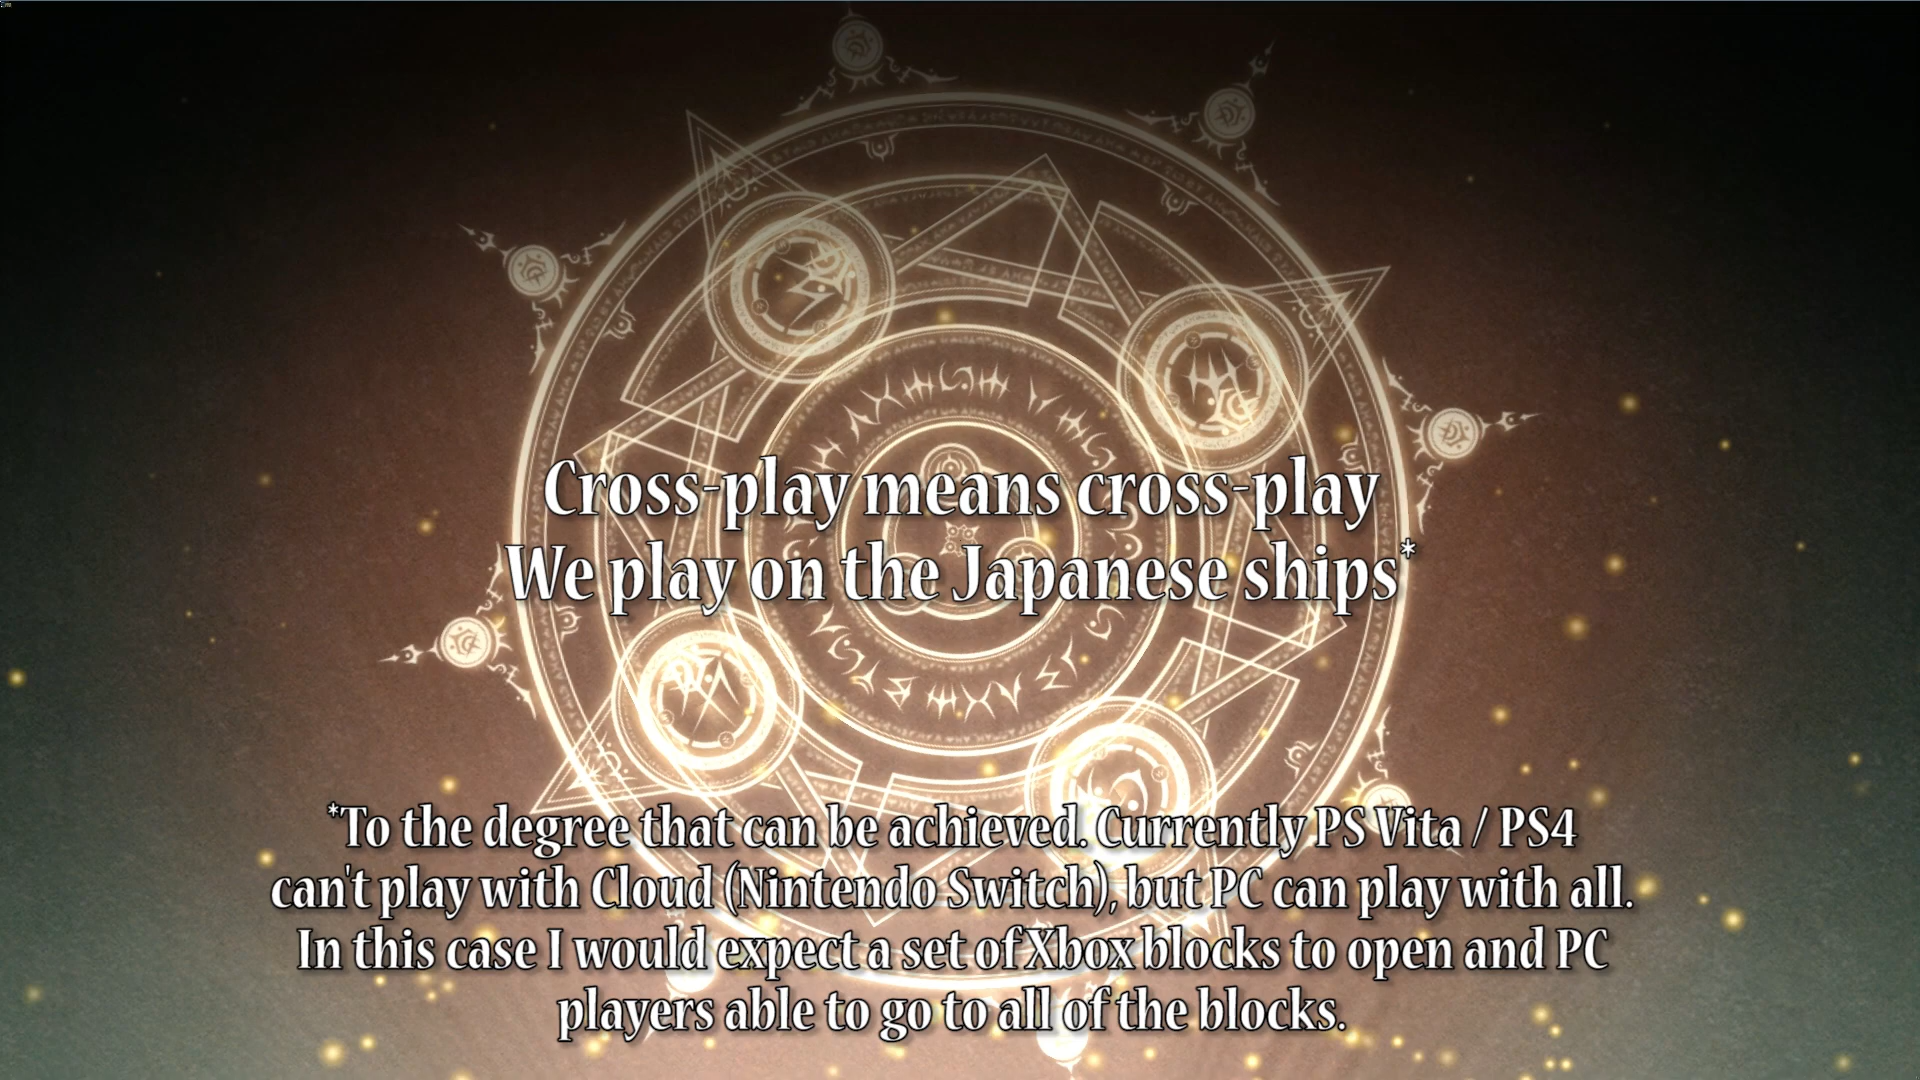 Cross-play means cross-play
We play on the Japanese ships*
*To the degree that can be achieved. Currently PS Vita / PS4
can't play with Cloud (Nintendo Switch), but PC can play with all.
In this case I would expect a set of Xbox blocks to open and PC
players able to go to all of the blocks.